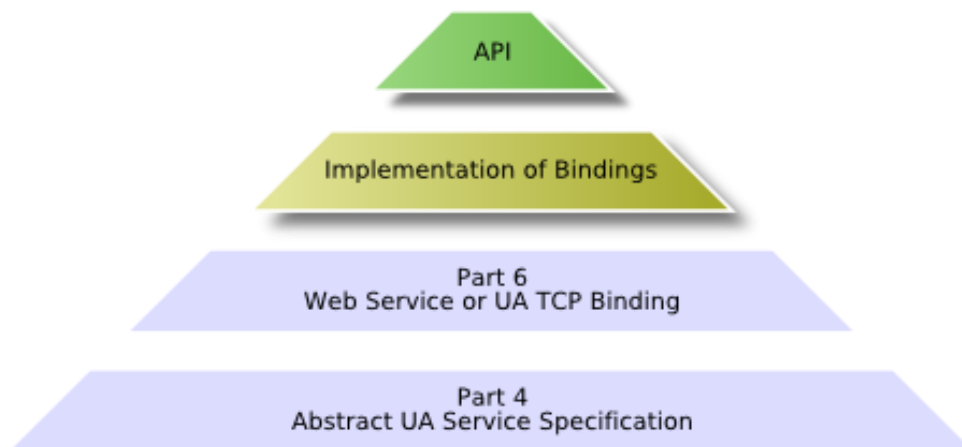 API
Implementation of Bindings
Part 6
Web Service or UA TCP Binding
Part 4
Abstract UA Service Specification